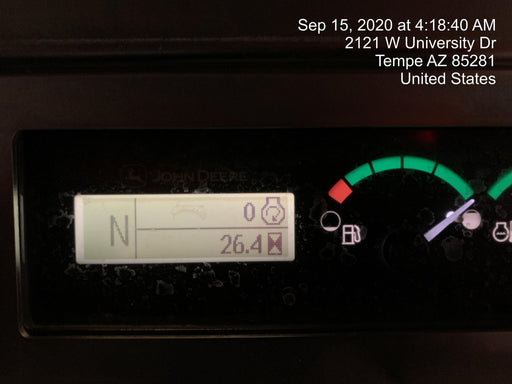 Sep 15, 2020 at 4:18:40 AM
2121 W University Dr
Tempe AZ 85281
United States
JOHN DEERE
N
0
26.4